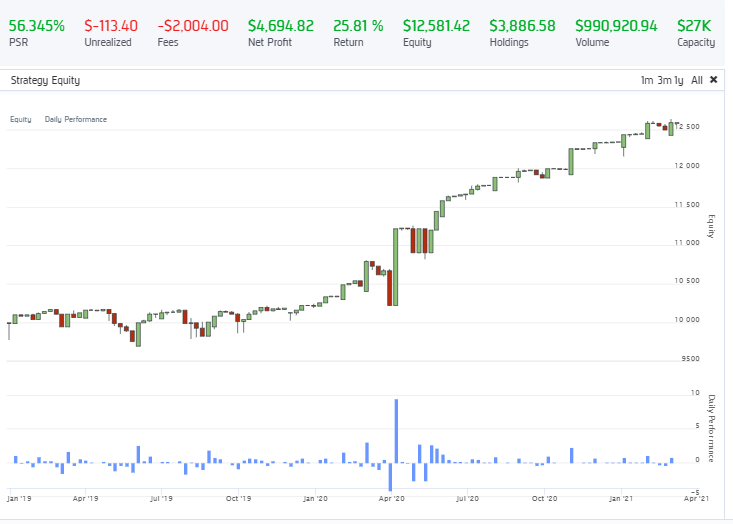 56.345% $-113.40 -$2,004.00 $4,694.82 25.81 % $12,581.42 $3,886.58 $990,920.94 $27K
PSR Unrealized Fees Net Profit Return Equity Holdings Volume Capacity
Strategy Equity 1m 3m 1y All ✖
Equity Daily Performance
12 500
12 000
11 500
Equity
11 000
10 500
10 000
9500
10
Daily Performance
5
0
-5
Jan '19 Apr '19 Jul '19 Oct '19 Jan '20 Apr '20 Jul '20 Oct '20 Jan '21 Apr '21